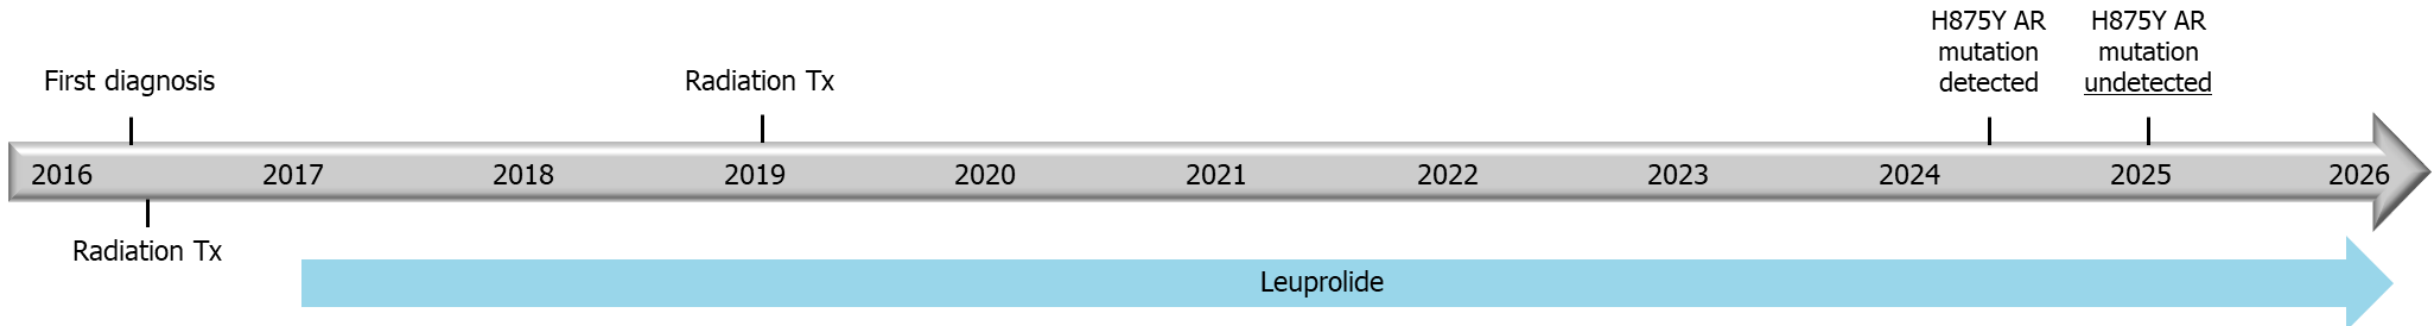 H875Y AR
mutation
detected
H875Y AR
mutation
undetected
First diagnosis
Radiation Tx
2016 2017 2018 2019 2020 2021 2022 2023 2024 2025 2026
Radiation Tx
Leuprolide